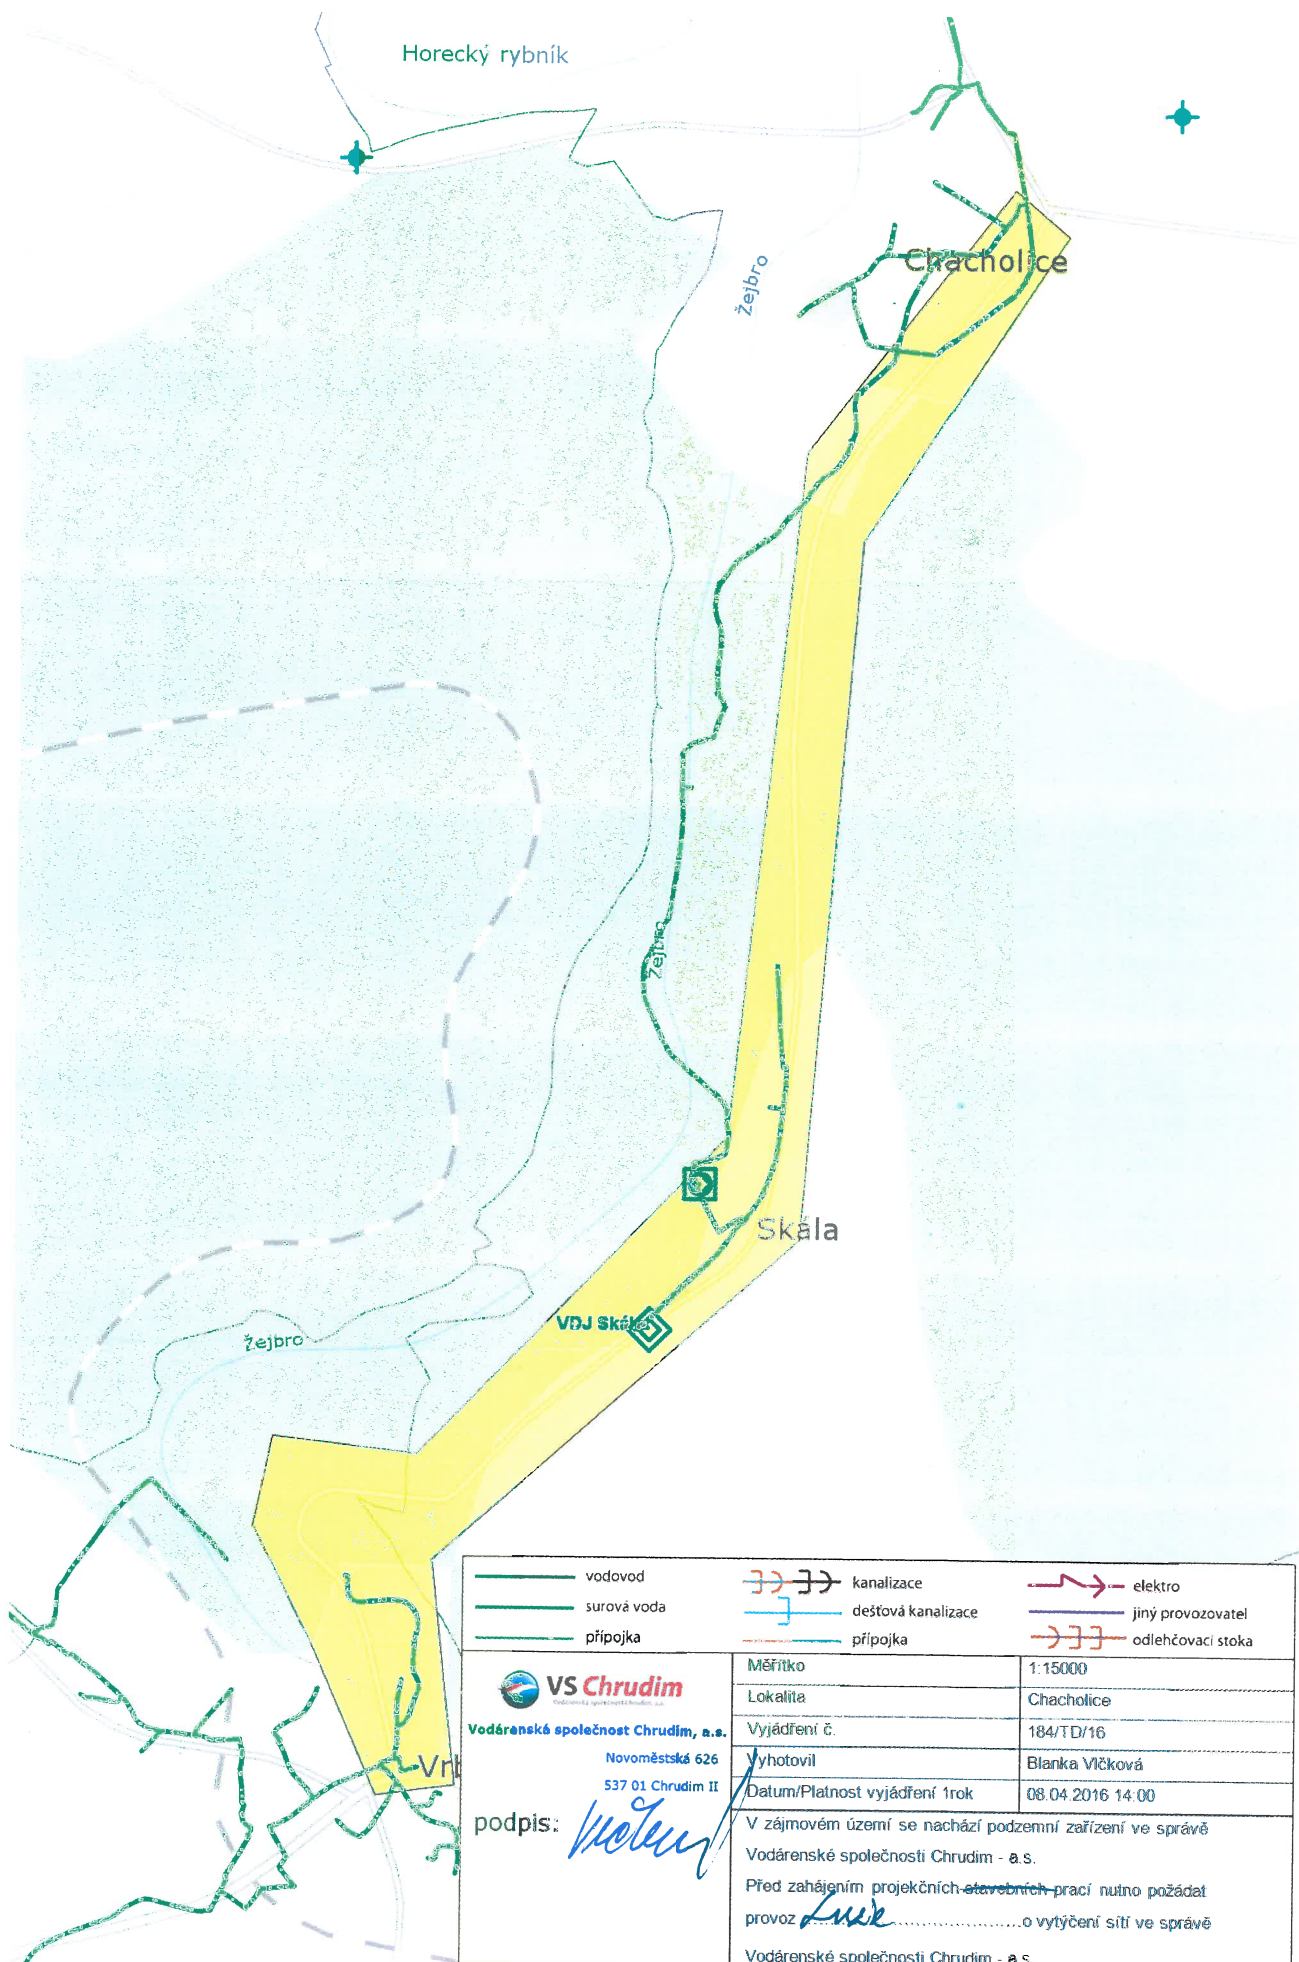 Horecký rybník
Chacholice
Žejbro
Žejbro
Skála
VDJ Skála
Žejbro
vodovod
surová voda
přípojka
kanalizace
dešťová kanalizace
přípojka
elektro
jiný provozovatel
odlehčovací stoka
VS Chrudim
Vodárenská společnost Chrudim, a.s.
Novoměstská 626
537 01 Chrudim II
podpis:
Měřítko 1:15000
Lokalita Chacholice
Vyjádření č. 184/TD/16
Vyhotovil Blanka Vlčková
Datum/Platnost vyjádření 1rok 08.04.2016 14:00
V zájmovém území se nachází podzemní zařízení ve správě
Vodárenské společnosti Chrudim - a.s.
Před zahájením projekčních-stavebních prací nutno požádat
provoz ........................o vytýčení sítí ve správě
Vodárenské společnosti Chrudim - a.s.
Vrb